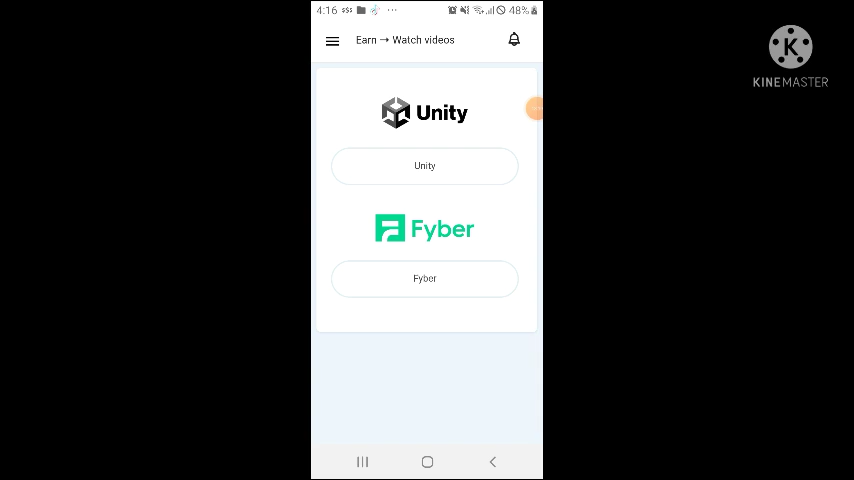 4:16 $$$ 48%
Earn → Watch videos
KINEMASTER
Unity
Unity
Fyber
Fyber